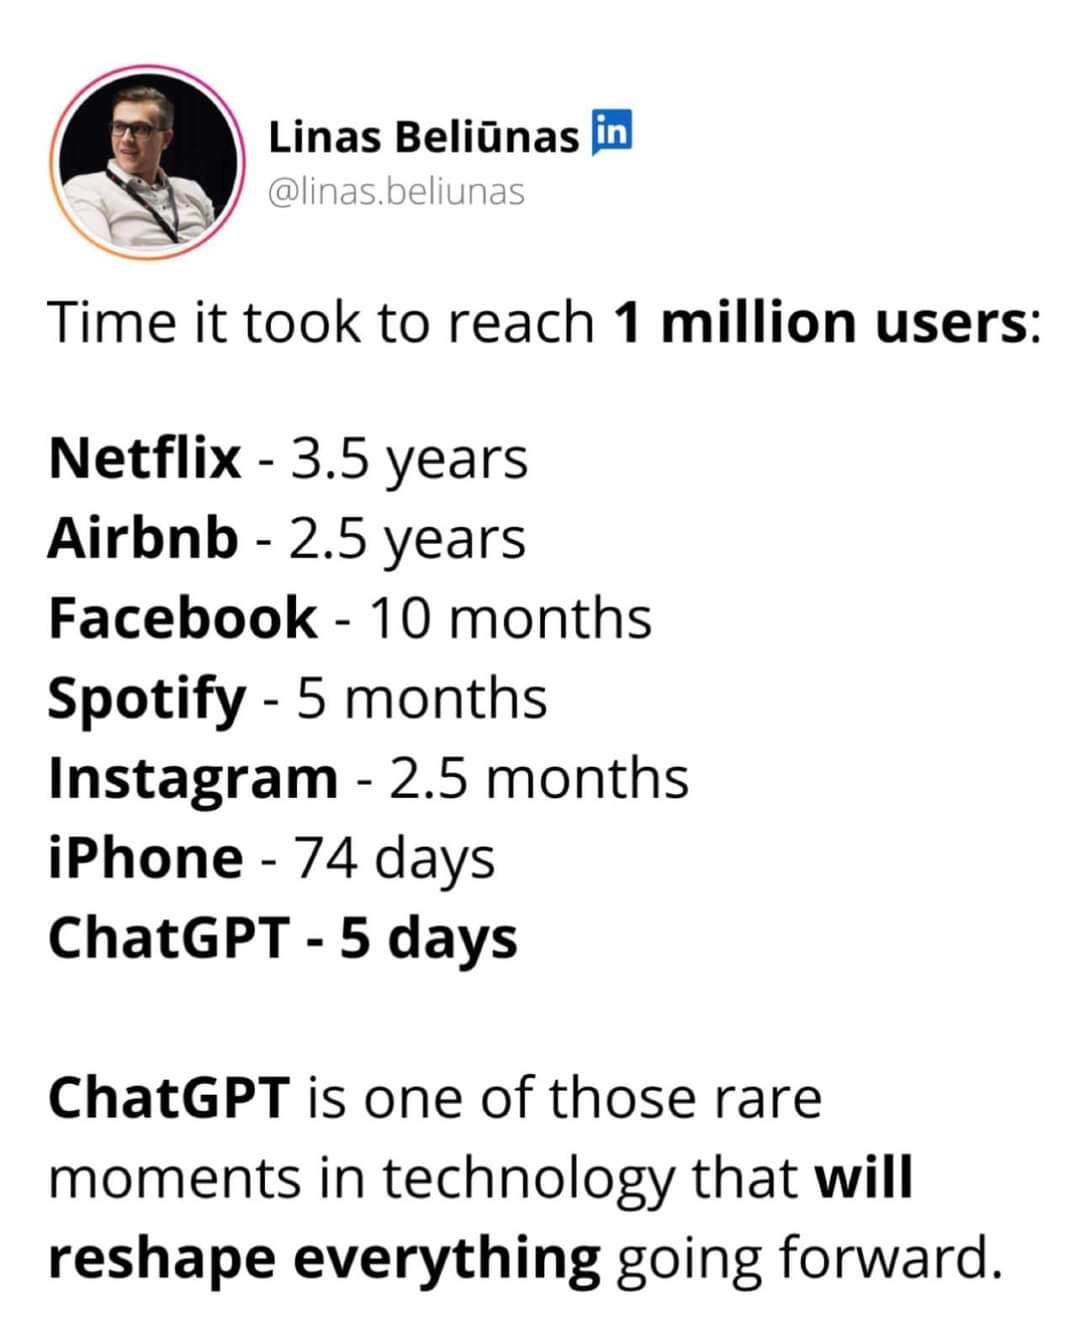 Linas Beliūnas in
@linas.beliunas
Time it took to reach 1 million users:
Netflix - 3.5 years
Airbnb - 2.5 years
Facebook - 10 months
Spotify - 5 months
Instagram - 2.5 months
iPhone - 74 days
ChatGPT - 5 days
ChatGPT is one of those rare
moments in technology that will
reshape everything going forward.